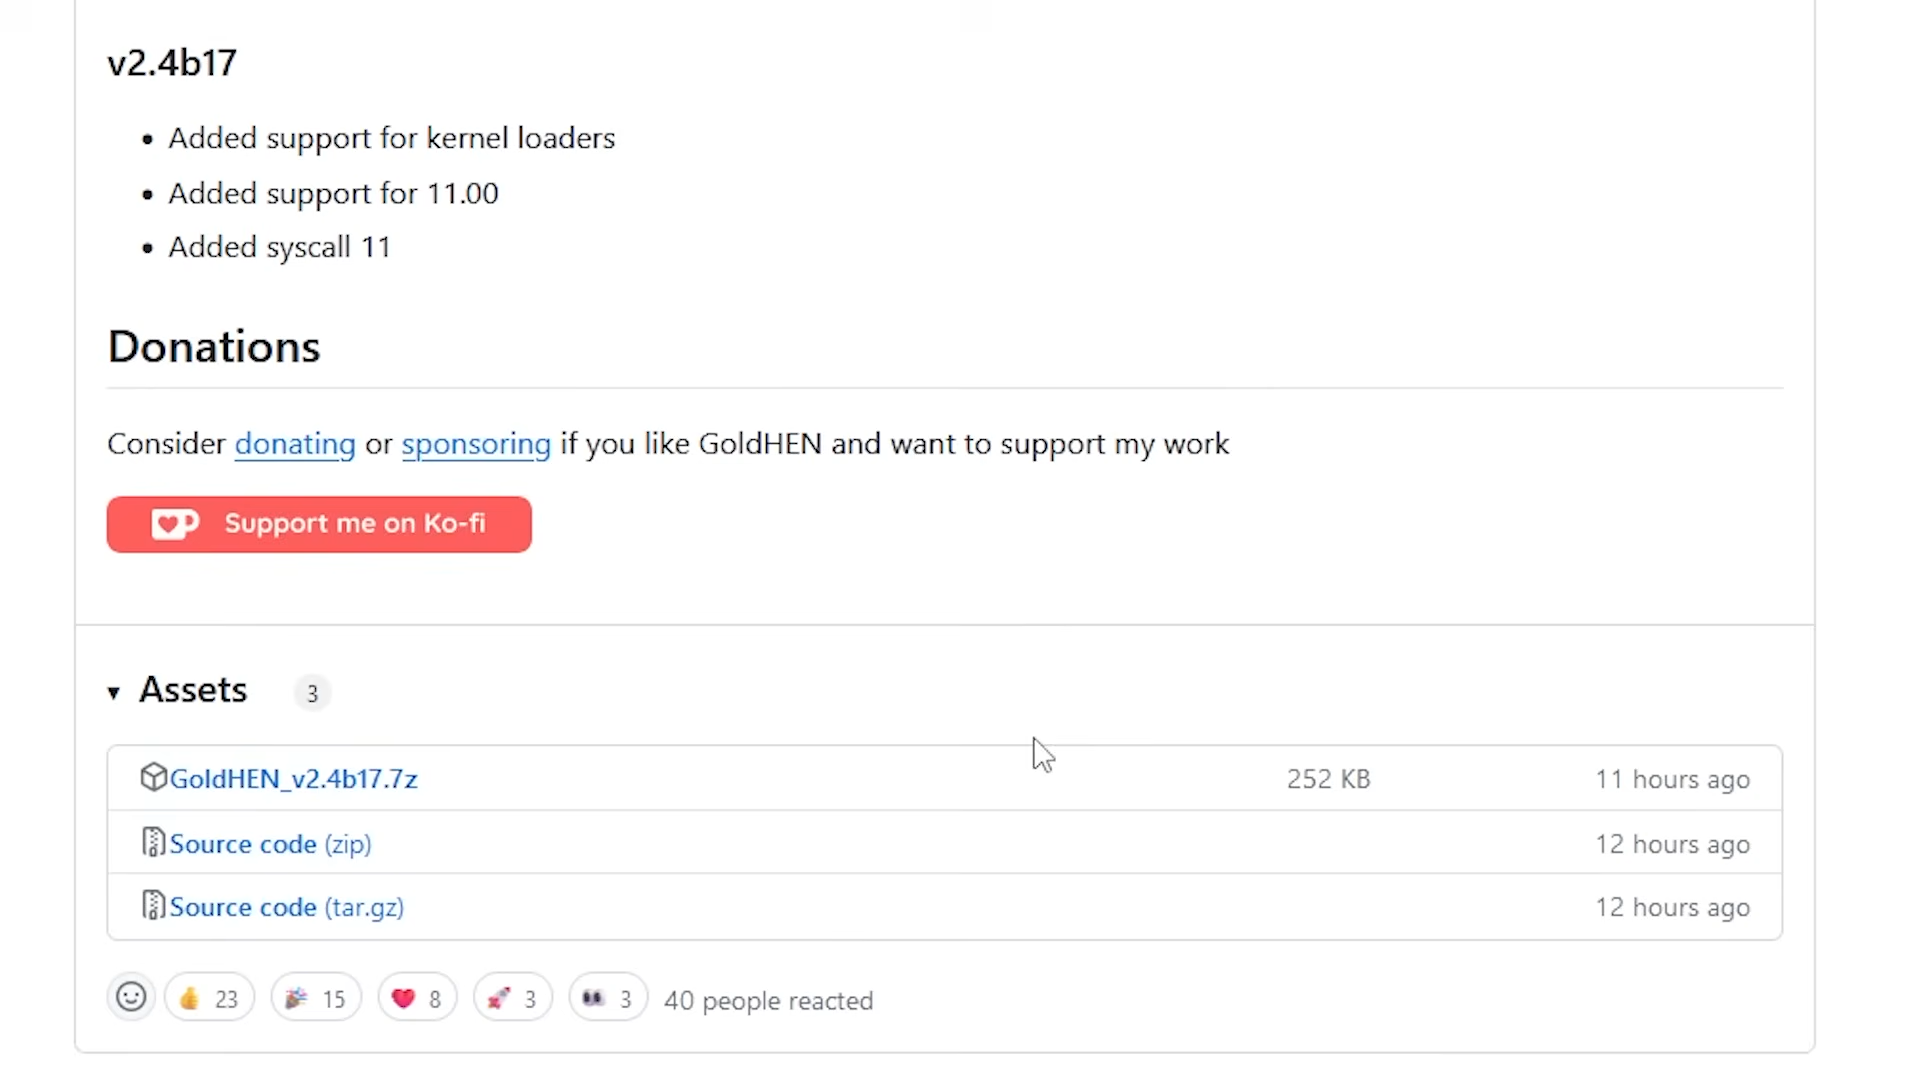 v2.4b17
• Added support for kernel loaders
• Added support for 11.00
• Added syscall 11
Donations
Consider donating or sponsoring if you like GoldHEN and want to support my work
Support me on Ko-fi
Assets 3
GoldHEN_v2.4b17.7z 252 KB 11 hours ago
Source code (zip) 12 hours ago
Source code (tar.gz) 12 hours ago
23 15 8 3 3 40 people reacted